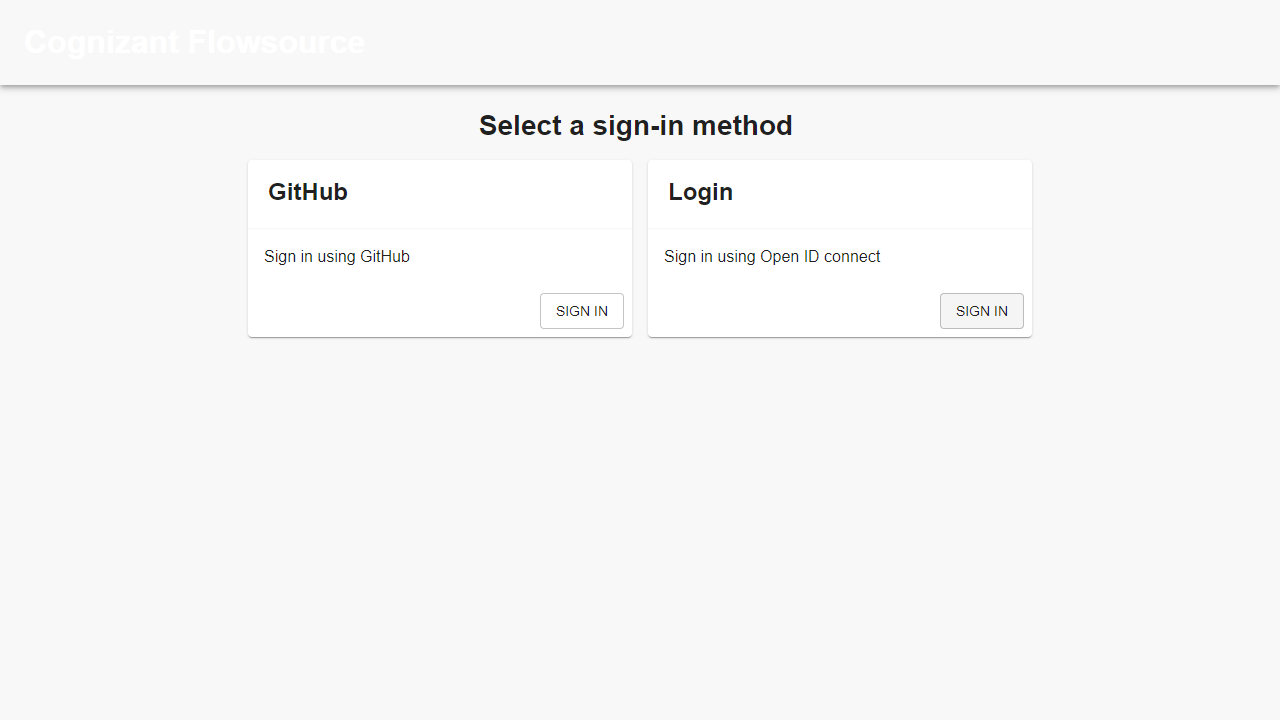 Cognizant Flowsource
Select a sign-in method
GitHub
Sign in using GitHub
SIGN IN
Login
Sign in using Open ID connect
SIGN IN